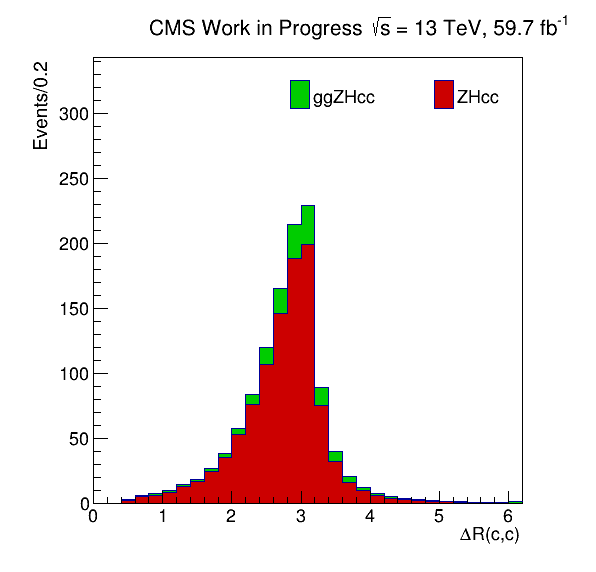 CMS Work in Progress √s = 13 TeV, 59.7 fb⁻¹
Events/0.2
ggZHcc ZHcc
300
250
200
150
100
50
0
0 1 2 3 4 5 6
ΔR(c,c)